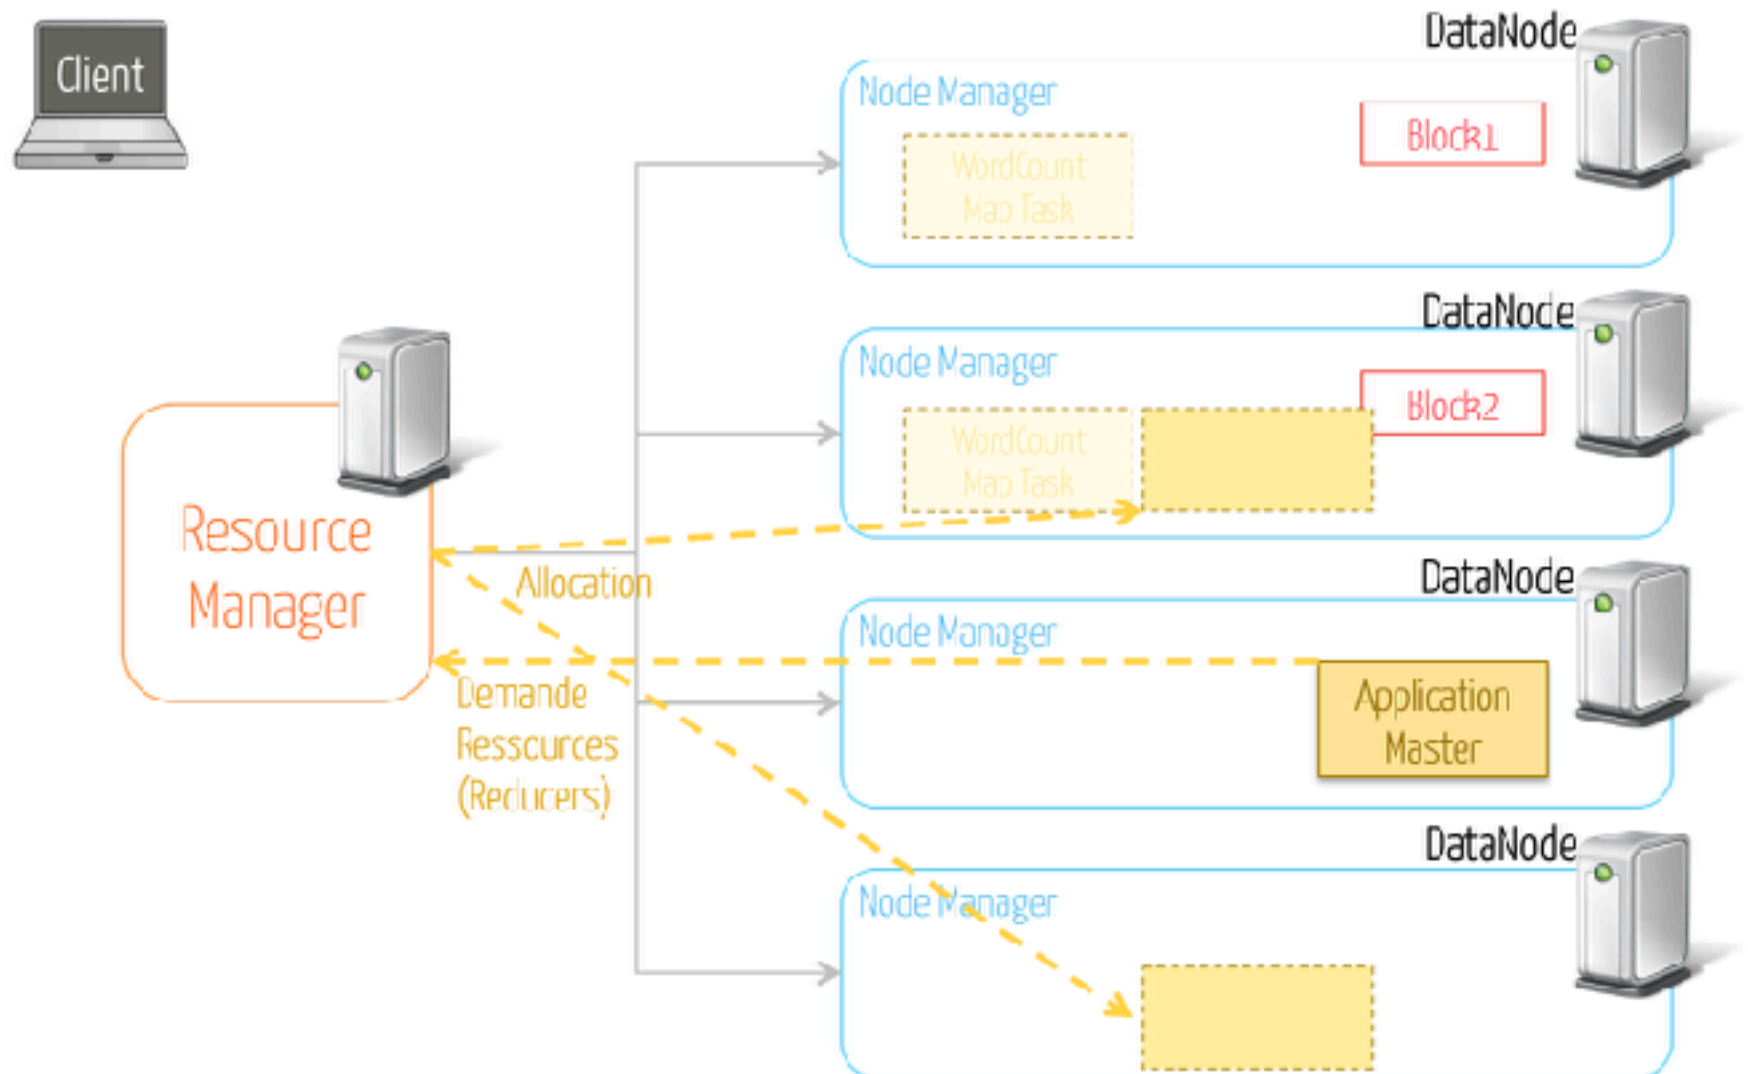 Client
DataNode
Node Manager
Block1
WordCount
Map Task
DataNode
Node Manager
Block2
WordCount
Map Task
Resource
Manager
Allocation
DataNode
Node Manager
Demande
Ressources
(Reducers)
Application
Master
DataNode
Node Manager